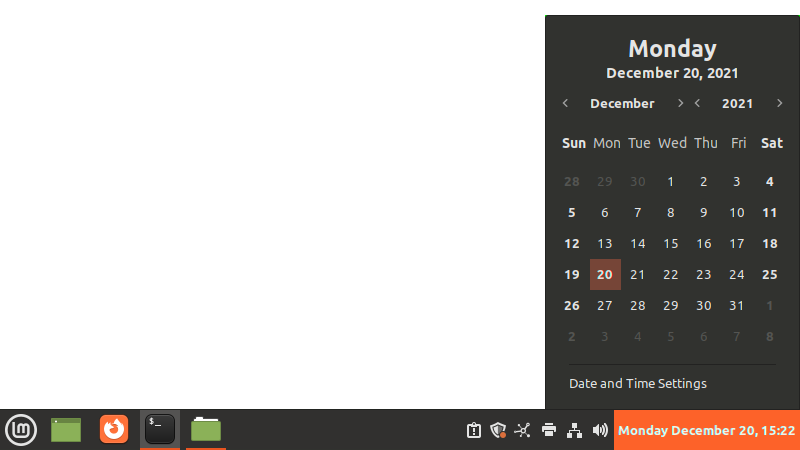 Monday
December 20, 2021
December 2021
Sun Mon Tue Wed Thu Fri Sat
28 29 30 1 2 3 4
5 6 7 8 9 10 11
12 13 14 15 16 17 18
19 20 21 22 23 24 25
26 27 28 29 30 31 1
2 3 4 5 6 7 8
Date and Time Settings
lm $_ Monday December 20, 15:22